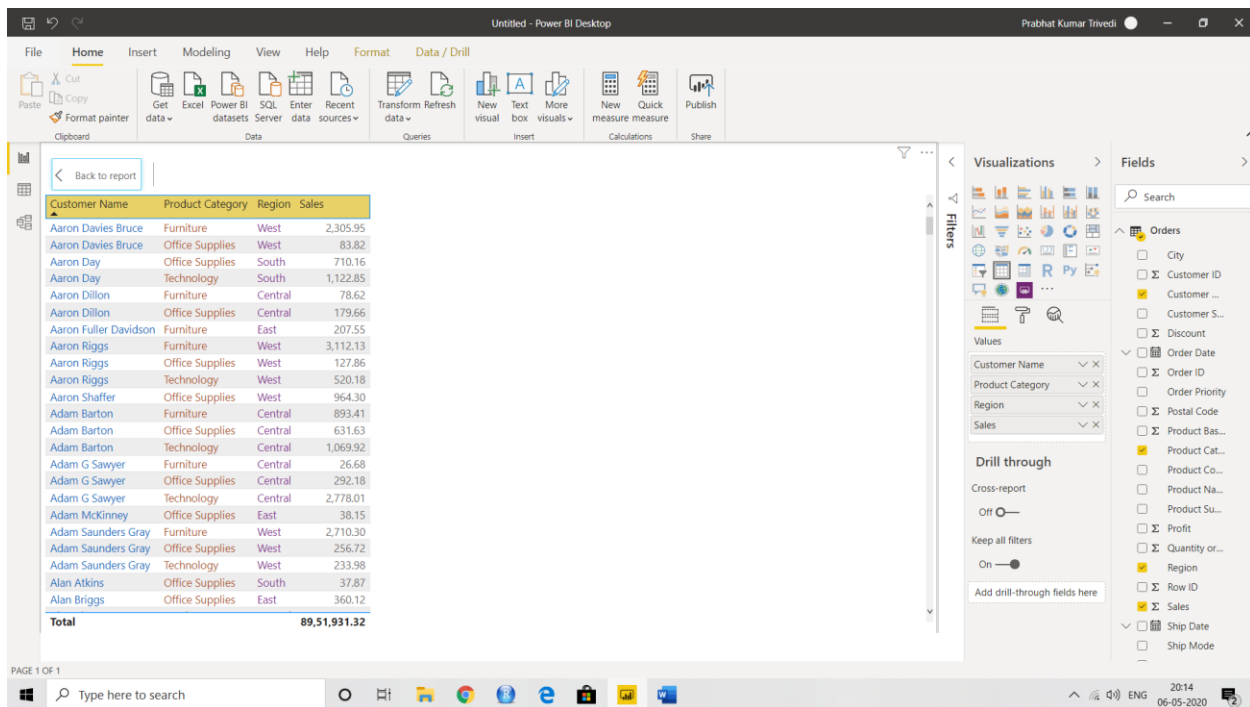 Untitled - Power BI Desktop
Prabhat Kumar Trivedi
File Home Insert Modeling View Help Format Data / Drill
Paste
Cut
Copy
Format painter
Clipboard
Get data
Excel
Power BI datasets
SQL Server
Enter data
Recent sources
Data
Transform data
Refresh
Queries
New visual
Text box
More visuals
Insert
New measure
Quick measure
Calculations
Publish
Share
Back to report
Customer Name Product Category Region Sales
Aaron Davies Bruce Furniture West 2,305.95
Aaron Davies Bruce Office Supplies West 83.82
Aaron Day Office Supplies South 710.16
Aaron Day Technology South 1,122.85
Aaron Dillon Furniture Central 78.62
Aaron Dillon Office Supplies Central 179.66
Aaron Fuller Davidson Furniture East 207.55
Aaron Riggs Furniture West 3,112.13
Aaron Riggs Office Supplies West 127.86
Aaron Riggs Technology West 520.18
Aaron Shaffer Office Supplies West 964.30
Adam Barton Furniture Central 893.41
Adam Barton Office Supplies Central 631.63
Adam Barton Technology Central 1,069.92
Adam G Sawyer Furniture Central 26.68
Adam G Sawyer Office Supplies Central 292.18
Adam G Sawyer Technology Central 2,778.01
Adam McKinney Office Supplies East 38.15
Adam Saunders Gray Furniture West 2,710.30
Adam Saunders Gray Office Supplies West 256.72
Adam Saunders Gray Technology West 233.98
Alan Atkins Office Supplies South 37.87
Alan Briggs Office Supplies East 360.12
Total 89,51,931.32
Filters
Visualizations
R Py
Values
Customer Name
Product Category
Region
Sales
Drill through
Cross-report
Off
Keep all filters
On
Add drill-through fields here
Fields
Search
Orders
City
Σ Customer ID
Customer ...
Customer S...
Σ Discount
Order Date
Σ Order ID
Order Priority
Σ Postal Code
Σ Product Bas...
Product Cat...
Product Co...
Product Na...
Product Su...
Σ Profit
Σ Quantity or...
Region
Σ Row ID
Σ Sales
Ship Date
Ship Mode
PAGE 1 OF 1
Type here to search
ENG
20:14
06-05-2020
2